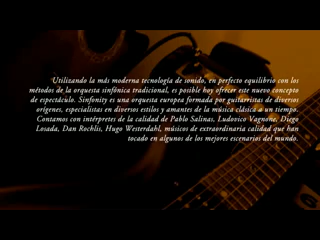 Utilizando la más moderna tecnología de sonido, en perfecto equilibrio con los
métodos de la orquesta sinfónica tradicional, es posible hoy ofrecer este nuevo concepto
de espectáculo. Sinfonity es una orquesta europea formada por guitarristas de diversos
orígenes, especialistas en diversos estilos y amantes de la música clásica a un tiempo.
Contamos con intérpretes de la calidad de Pablo Salinas, Ludovico Vagnone, Diego
Losada, Dan Rochlis, Hugo Westerdahl, músicos de extraordinaria calidad que han
tocado en algunos de los mejores escenarios del mundo.